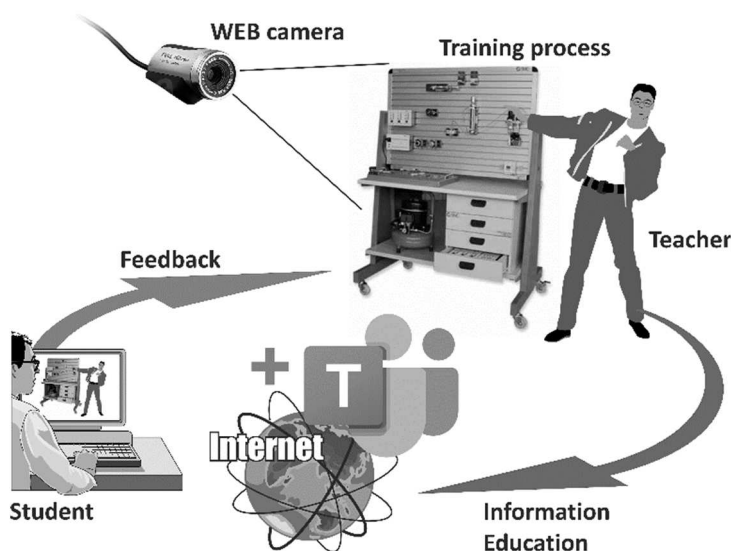 WEB camera
Training process
Teacher
Feedback
T
Internet
Student
Information
Education